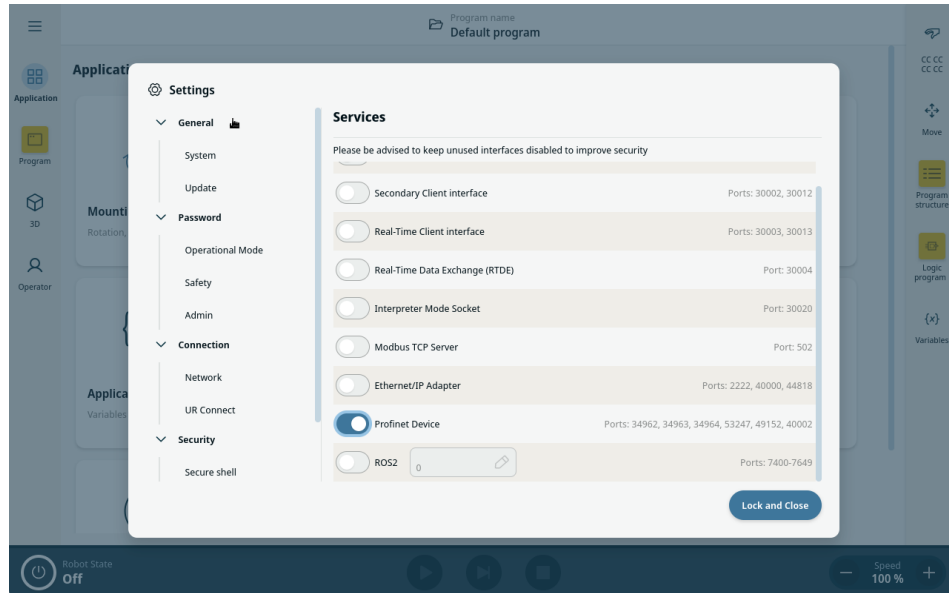 Program name
Default program
Applicati
Application
Program
3D
Operator
Mounti
Rotation,
Applica
Variables
Settings
General
System
Update
Password
Operational Mode
Safety
Admin
Connection
Network
UR Connect
Security
Secure shell
Services
Please be advised to keep unused interfaces disabled to improve security
Secondary Client interface Ports: 30002, 30012
Real-Time Client interface Ports: 30003, 30013
Real-Time Data Exchange (RTDE) Port: 30004
Interpreter Mode Socket Port: 30020
Modbus TCP Server Port: 502
Ethernet/IP Adapter Ports: 2222, 40000, 44818
Profinet Device Ports: 34962, 34963, 34964, 53247, 49152, 40002
ROS2 0 Ports: 7400-7649
Lock and Close
CC CC
CC CC
Move
Program
structure
Logic
program
{x}
Variables
Robot State
Off
Speed
100 %